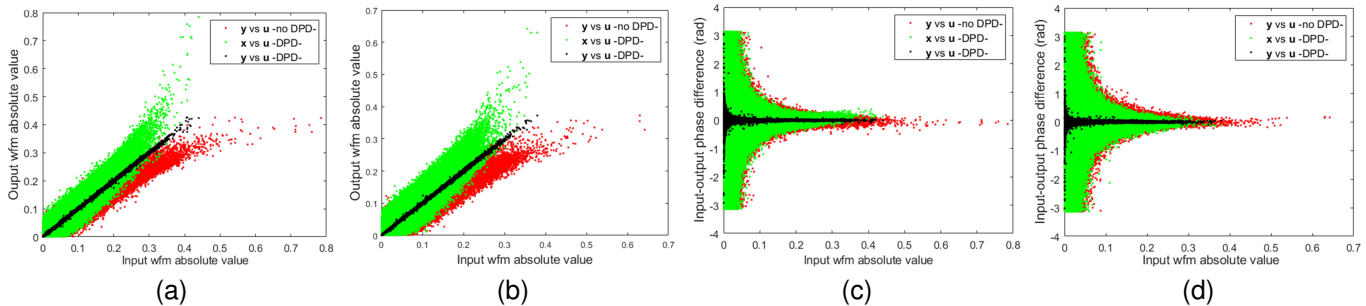 Ouput wfm absolute value
0.8
0.7
0.6
0.5
0.4
0.3
0.2
0.1
0
y vs u -no DPD-
x vs u -DPD-
y vs u -DPD-
0 0.1 0.2 0.3 0.4 0.5 0.6 0.7 0.8
Input wfm absolute value
(a)
Output wfm absolute value
0.7
0.6
0.5
0.4
0.3
0.2
0.1
0.0
y vs u -no DPD-
x vs u -DPD-
y vs u -DPD-
0 0.1 0.2 0.3 0.4 0.5 0.6 0.7
Input wfm absolute value
(b)
Input-output phase difference (rad)
4
3
2
1
0
-1
-2
-3
-4
y vs u -no DPD-
x vs u -DPD-
y vs u -DPD-
0 0.1 0.2 0.3 0.4 0.5 0.6 0.7 0.8
Input wfm absolute value
(c)
Input-output phase difference (rad)
4
3
2
1
0
-1
-2
-3
-4
y vs u -no DPD-
x vs u -DPD-
y vs u -DPD-
0 0.1 0.2 0.3 0.4 0.5 0.6 0.7
Input wfm absolute value
(d)